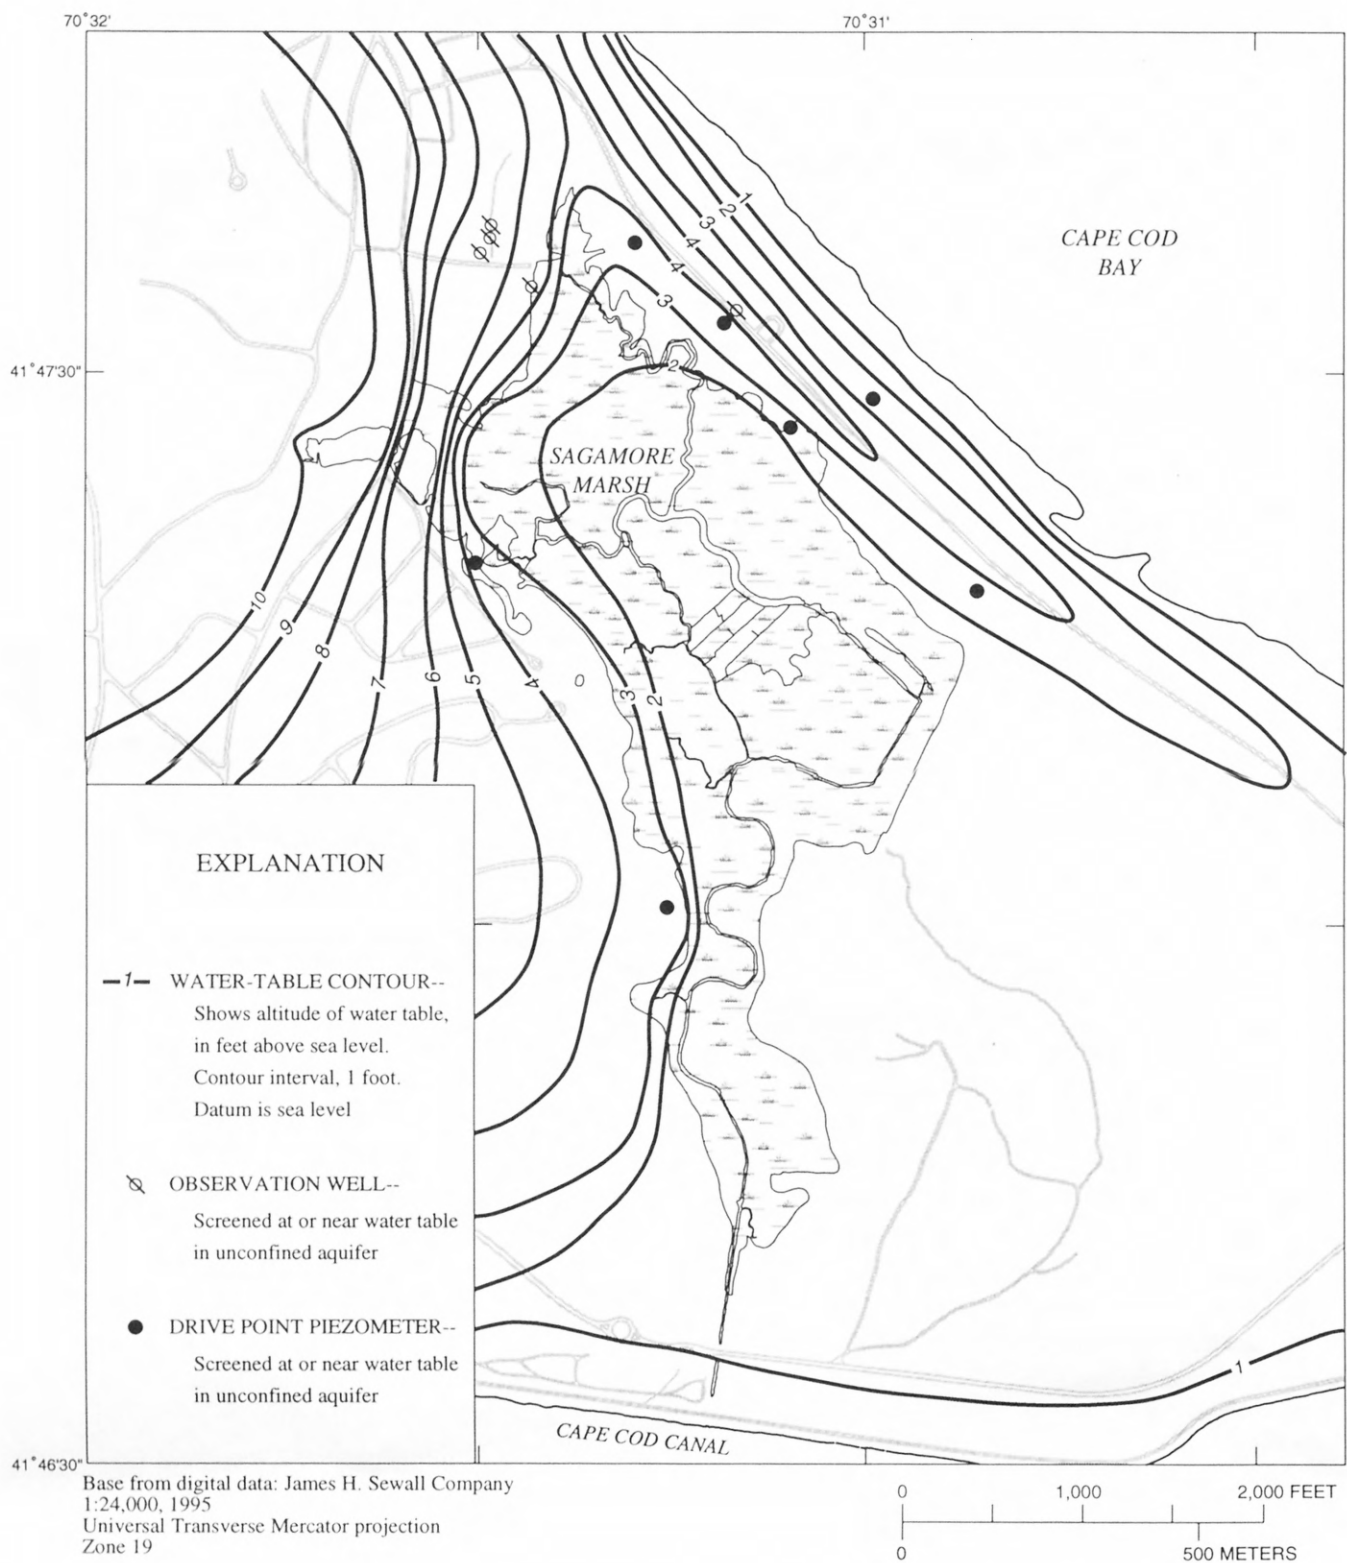 70°32'
70°31'
CAPE COD
BAY
1
2
3
4
4
3
2
41°47'30"
SAGAMORE
MARSH
10
9
8
7
6
5
4
3
2
EXPLANATION
—1— WATER-TABLE CONTOUR--
Shows altitude of water table,
in feet above sea level.
Contour interval, 1 foot.
Datum is sea level
OBSERVATION WELL--
Screened at or near water table
in unconfined aquifer
DRIVE POINT PIEZOMETER--
Screened at or near water table
in unconfined aquifer
1
CAPE COD CANAL
41°46'30"
Base from digital data: James H. Sewall Company
1:24,000, 1995
Universal Transverse Mercator projection
Zone 19
0 1,000 2,000 FEET
0 500 METERS